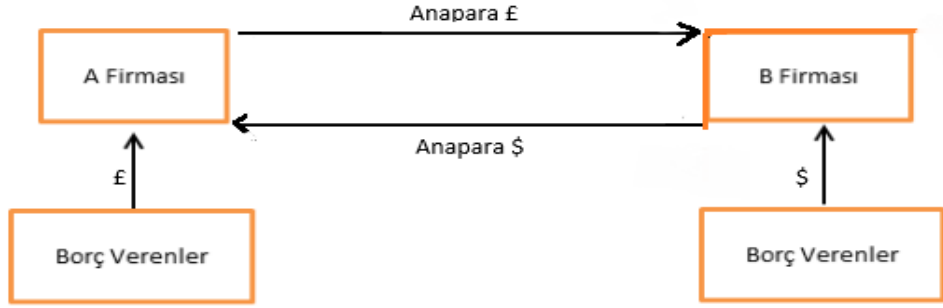 Anapara £
A Firması
B Firması
Anapara $
£
$
Borç Verenler
Borç Verenler